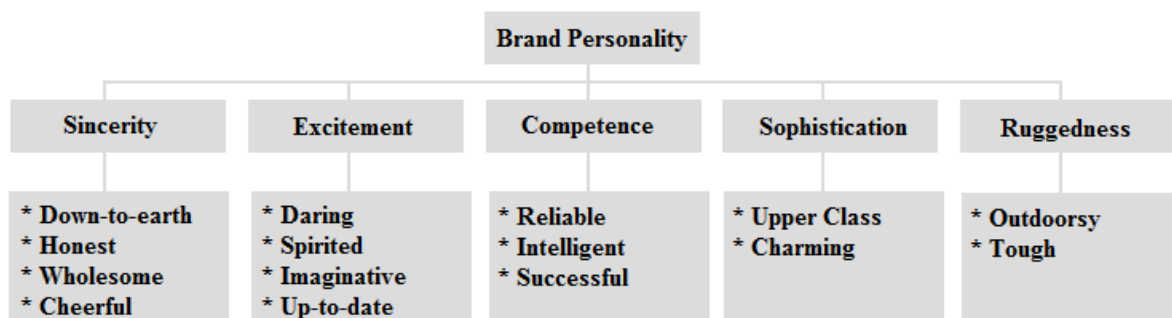 Brand Personality
Sincerity
Excitement
Competence
Sophistication
Ruggedness
* Down-to-earth
* Honest
* Wholesome
* Cheerful
* Daring
* Spirited
* Imaginative
* Up-to-date
* Reliable
* Intelligent
* Successful
* Upper Class
* Charming
* Outdoorsy
* Tough